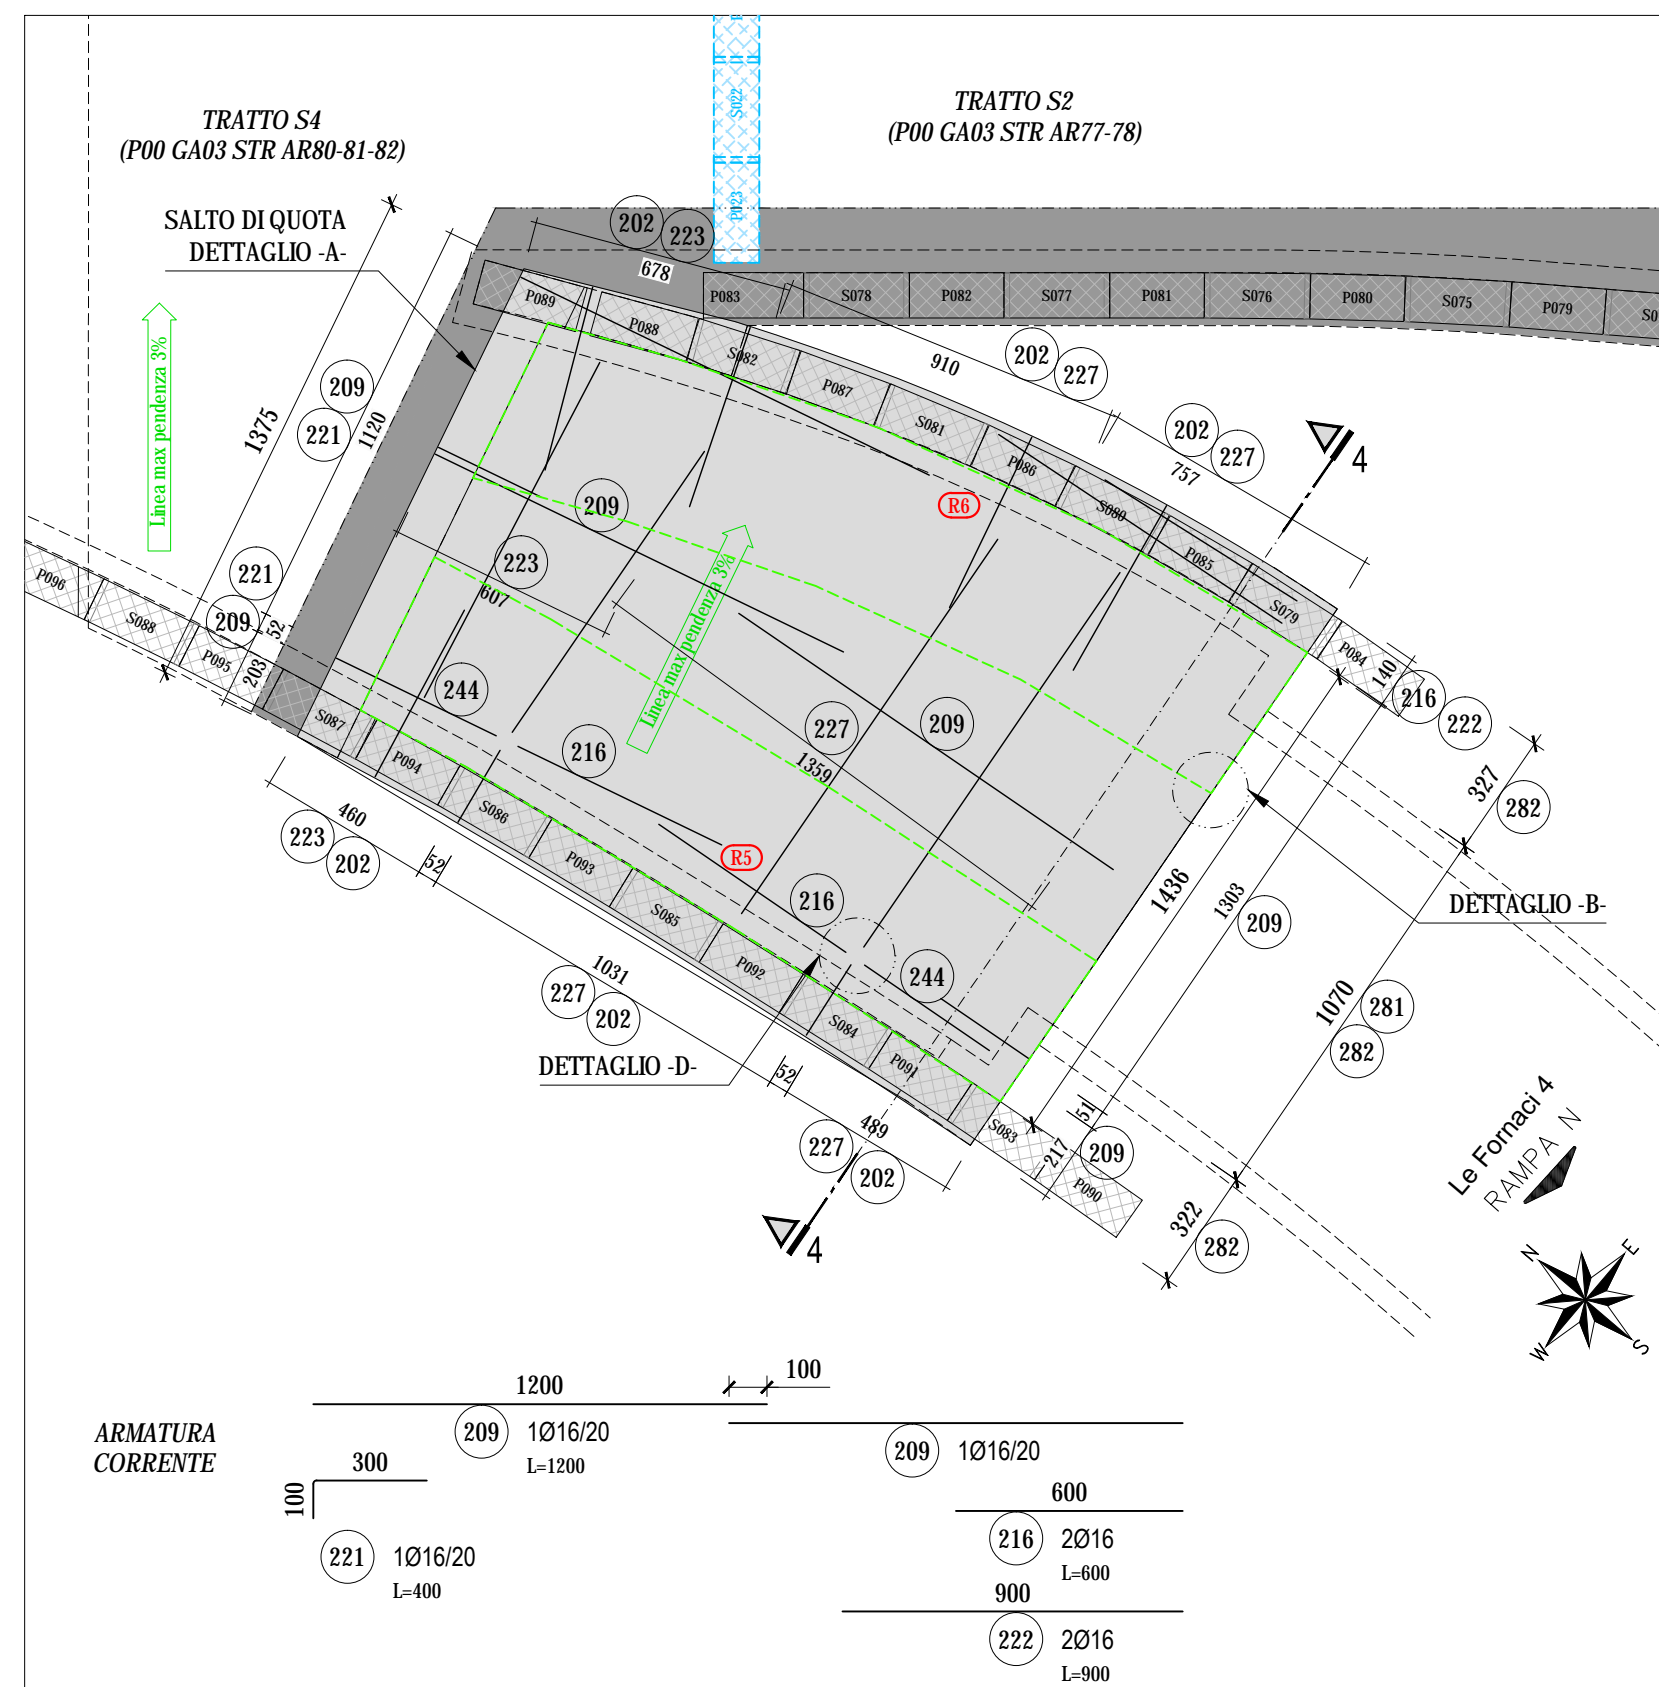 TRATTO S4
(P00 GA03 STR AR80-81-82)
S022
P023
TRATTO S2
(P00 GA03 STR AR77-78)
SALTO DI QUOTA
DETTAGLIO -A-
202
223
678
P083
S078
P082
S077
P081
S076
P080
S075
P079
S0
P089
P088
S082
P087
S081
P086
S080
P085
S079
P084
910
202
227
202
227
757
4
Linea max pendenza 3%
1375
209
221
1120
209
R6
223
607
221
209
52
203
P096
S088
P095
Linea max pendenza 3%
244
216
227
209
1359
140
216
222
327
282
S087
P094
S086
P093
S085
P092
S084
P091
S083
P090
460
223
202
52
R5
216
244
1436
1303
209
DETTAGLIO -B-
1031
227
202
DETTAGLIO -D-
52
489
227
202
1070
281
282
51
209
217
322
282
4
Le Fornaci 4
RAMPA N
N
E
W
S
ARMATURA
CORRENTE
1200
100
209
1Ø16/20
L=1200
209
1Ø16/20
300
100
221
1Ø16/20
L=400
600
216
2Ø16
L=600
900
222
2Ø16
L=900